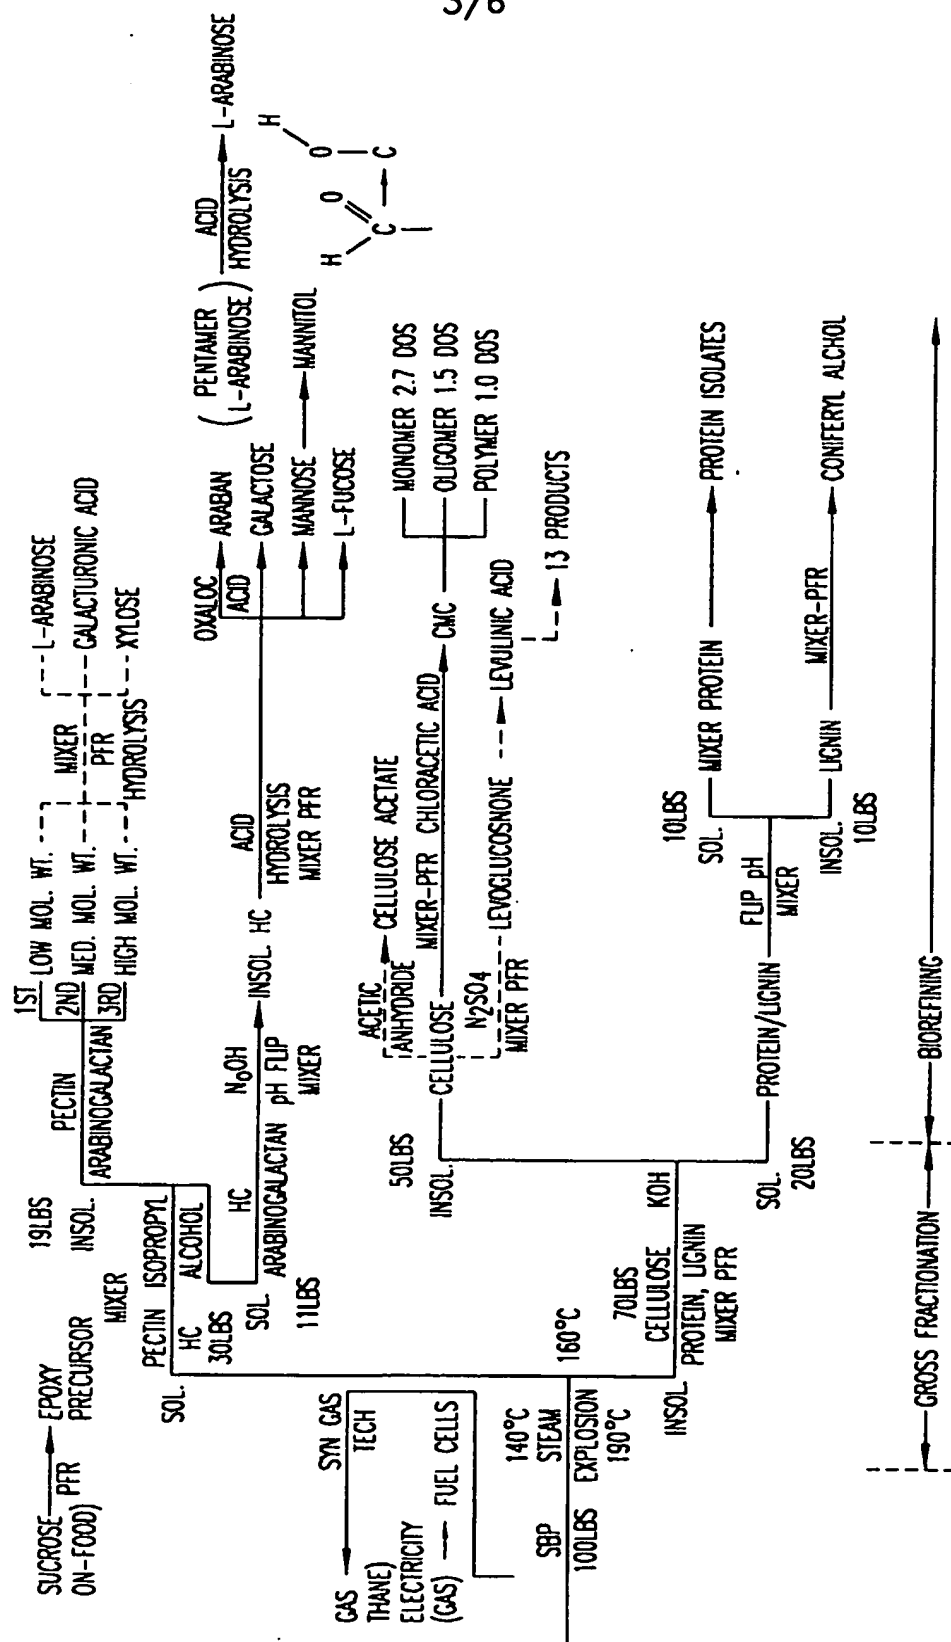 3/6
SUCROSE
PFR
ON-FOOD)
EPOXY
PRECURSOR
MIXER
19LBS
INSOL.
PECTIN
ARABINOGALACTAN
1ST
LOW MOL. WT.
2ND
MED. MOL. WT.
3RD
HIGH MOL. WT.
MIXER
PFR
HYDROLYSIS
L-ARABINOSE
GALACTURONIC ACID
XYLOSE
SOL.
PECTIN ISOPROPYL
HC
ALCOHOL
30LBS
SOL.
HC
ARABINOGALACTAN
11LBS
NₐOH
pH FLIP
MIXER
INSOL. HC
ACID
HYDROLYSIS
MIXER PFR
OXALOC
ACID
ARABAN
GALACTOSE
MANNOSE
MANNITOL
L-FUCOSE
(PENTAMER
L-ARABINOSE)
ACID
HYDROLYSIS
L-ARABINOSE
H
O
C
C
O
H
GAS
THANE)
ELECTRICITY
(GAS)
FUEL CELLS
SYN GAS
TECH
50LBS
INSOL.
CELLULOSE
ACETIC
ANHYDRIDE
CELLULOSE ACETATE
MIXER-PFR CHLORACETIC ACID
CMC
MONOMER 2.7 DOS
OLIGOMER 1.5 DOS
POLYMER 1.0 DOS
N2SO4
MIXER PFR
LEVOGLUCOSNONE
LEVULINIC ACID
13 PRODUCTS
SBP
100LBS
140°C
STEAM
EXPLOSION
190°C
160°C
INSOL.
70LBS
CELLULOSE
PROTEIN, LIGNIN
MIXER PFR
KOH
SOL.
20LBS
PROTEIN/LIGNIN
FLIP pH
MIXER
10LBS
SOL.
MIXER PROTEIN
PROTEIN ISOLATES
INSOL.
10LBS
LIGNIN
MIXER-PFR
CONIFERYL ALCHOL
GROSS FRACTIONATION
BIOREFINING